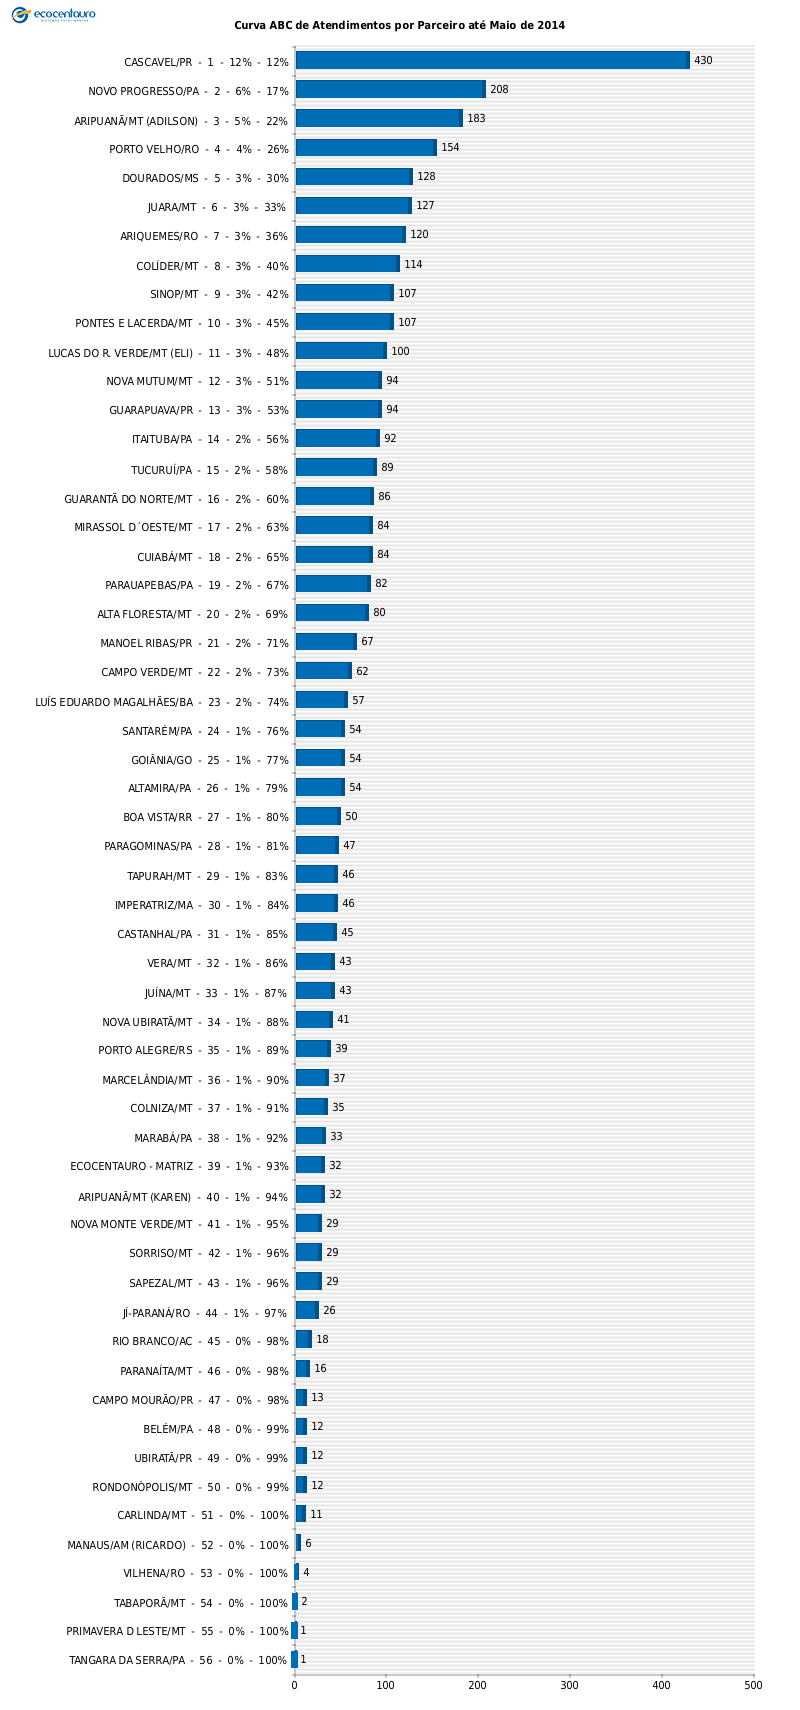 ecocentauro
Curva ABC de Atendimentos por Parceiro até Maio de 2014
CASCAVEL/PR - 1 - 12% - 12% 430
NOVO PROGRESSO/PA - 2 - 6% - 17% 208
ARIPUANÃ/MT (ADILSON) - 3 - 5% - 22% 183
PORTO VELHO/RO - 4 - 4% - 26% 154
DOURADOS/MS - 5 - 3% - 30% 128
JUARA/MT - 6 - 3% - 33% 127
ARIQUEMES/RO - 7 - 3% - 36% 120
COLÍDER/MT - 8 - 3% - 40% 114
SINOP/MT - 9 - 3% - 42% 107
PONTES E LACERDA/MT - 10 - 3% - 45% 107
LUCAS DO R. VERDE/MT (ELI) - 11 - 3% - 48% 100
NOVA MUTUM/MT - 12 - 3% - 51% 94
GUARAPUAVA/PR - 13 - 3% - 53% 94
ITAITUBA/PA - 14 - 2% - 56% 92
TUCURUÍ/PA - 15 - 2% - 58% 89
GUARANTÃ DO NORTE/MT - 16 - 2% - 60% 86
MIRASSOL D´OESTE/MT - 17 - 2% - 63% 84
CUIABÁ/MT - 18 - 2% - 65% 84
PARAUAPEBAS/PA - 19 - 2% - 67% 82
ALTA FLORESTA/MT - 20 - 2% - 69% 80
MANOEL RIBAS/PR - 21 - 2% - 71% 67
CAMPO VERDE/MT - 22 - 2% - 73% 62
LUÍS EDUARDO MAGALHÃES/BA - 23 - 2% - 74% 57
SANTARÉM/PA - 24 - 1% - 76% 54
GOIÂNIA/GO - 25 - 1% - 77% 54
ALTAMIRA/PA - 26 - 1% - 79% 54
BOA VISTA/RR - 27 - 1% - 80% 50
PARAGOMINAS/PA - 28 - 1% - 81% 47
TAPURAH/MT - 29 - 1% - 83% 46
IMPERATRIZ/MA - 30 - 1% - 84% 46
CASTANHAL/PA - 31 - 1% - 85% 45
VERA/MT - 32 - 1% - 86% 43
JUÍNA/MT - 33 - 1% - 87% 43
NOVA UBIRATÃ/MT - 34 - 1% - 88% 41
PORTO ALEGRE/RS - 35 - 1% - 89% 39
MARCELÂNDIA/MT - 36 - 1% - 90% 37
COLNIZA/MT - 37 - 1% - 91% 35
MARABÁ/PA - 38 - 1% - 92% 33
ECOCENTAURO - MATRIZ - 39 - 1% - 93% 32
ARIPUANÃ/MT (KAREN) - 40 - 1% - 94% 32
NOVA MONTE VERDE/MT - 41 - 1% - 95% 29
SORRISO/MT - 42 - 1% - 96% 29
SAPEZAL/MT - 43 - 1% - 96% 29
JÍ-PARANÁ/RO - 44 - 1% - 97% 26
RIO BRANCO/AC - 45 - 0% - 98% 18
PARANAÍTA/MT - 46 - 0% - 98% 16
CAMPO MOURÃO/PR - 47 - 0% - 98% 13
BELÉM/PA - 48 - 0% - 99% 12
UBIRATÃ/PR - 49 - 0% - 99% 12
RONDONÓPOLIS/MT - 50 - 0% - 99% 12
CARLINDA/MT - 51 - 0% - 100% 11
MANAUS/AM (RICARDO) - 52 - 0% - 100% 6
VILHENA/RO - 53 - 0% - 100% 4
TABAPORÃ/MT - 54 - 0% - 100% 2
PRIMAVERA D LESTE/MT - 55 - 0% - 100% 1
TANGARA DA SERRA/PA - 56 - 0% - 100% 1
0 100 200 300 400 500